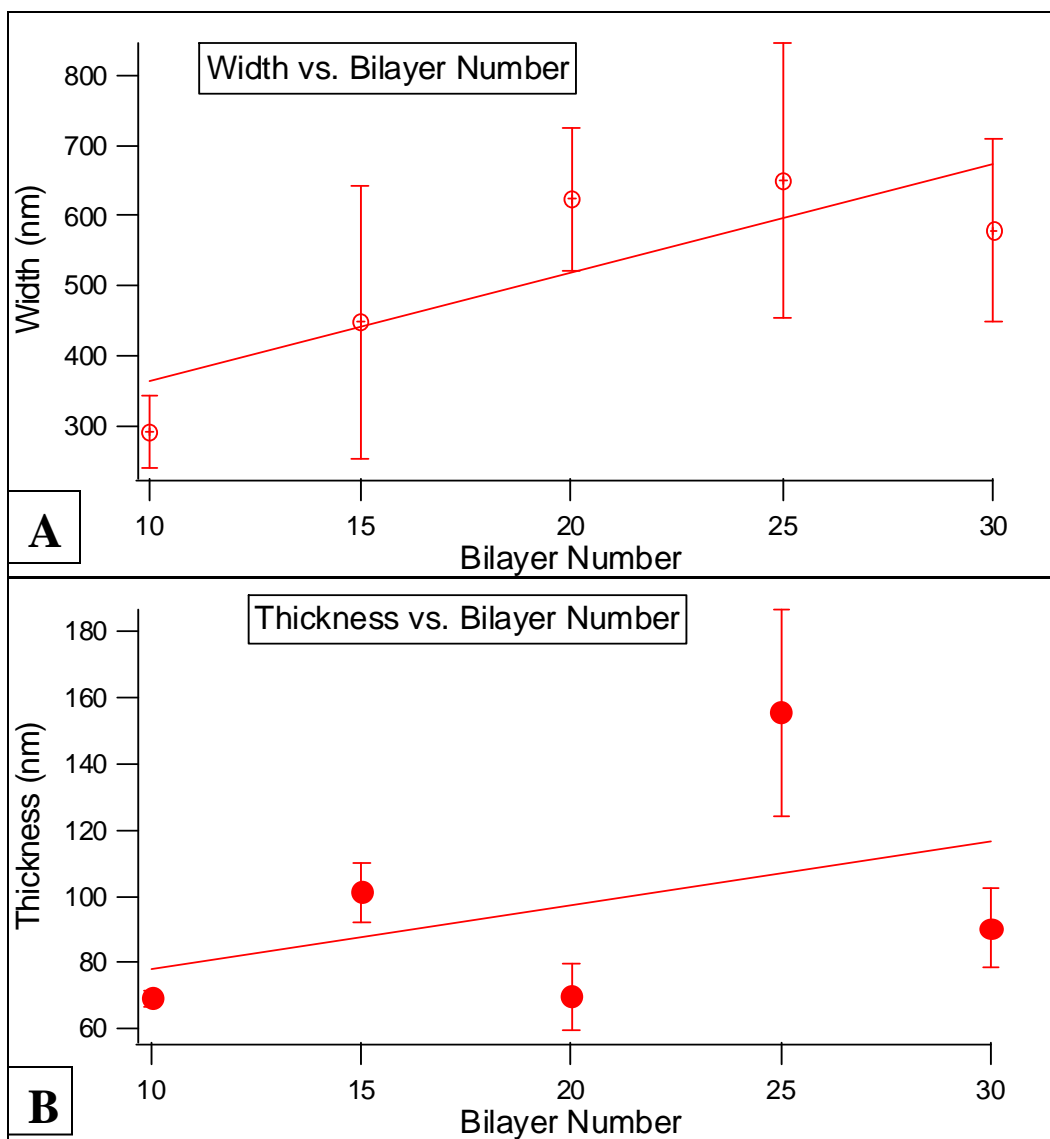 Width vs. Bilayer Number
800
700
600
500
400
300
Width (nm)
10 15 20 25 30
Bilayer Number
A
Thickness vs. Bilayer Number
180
160
140
120
100
80
60
Thickness (nm)
10 15 20 25 30
Bilayer Number
B